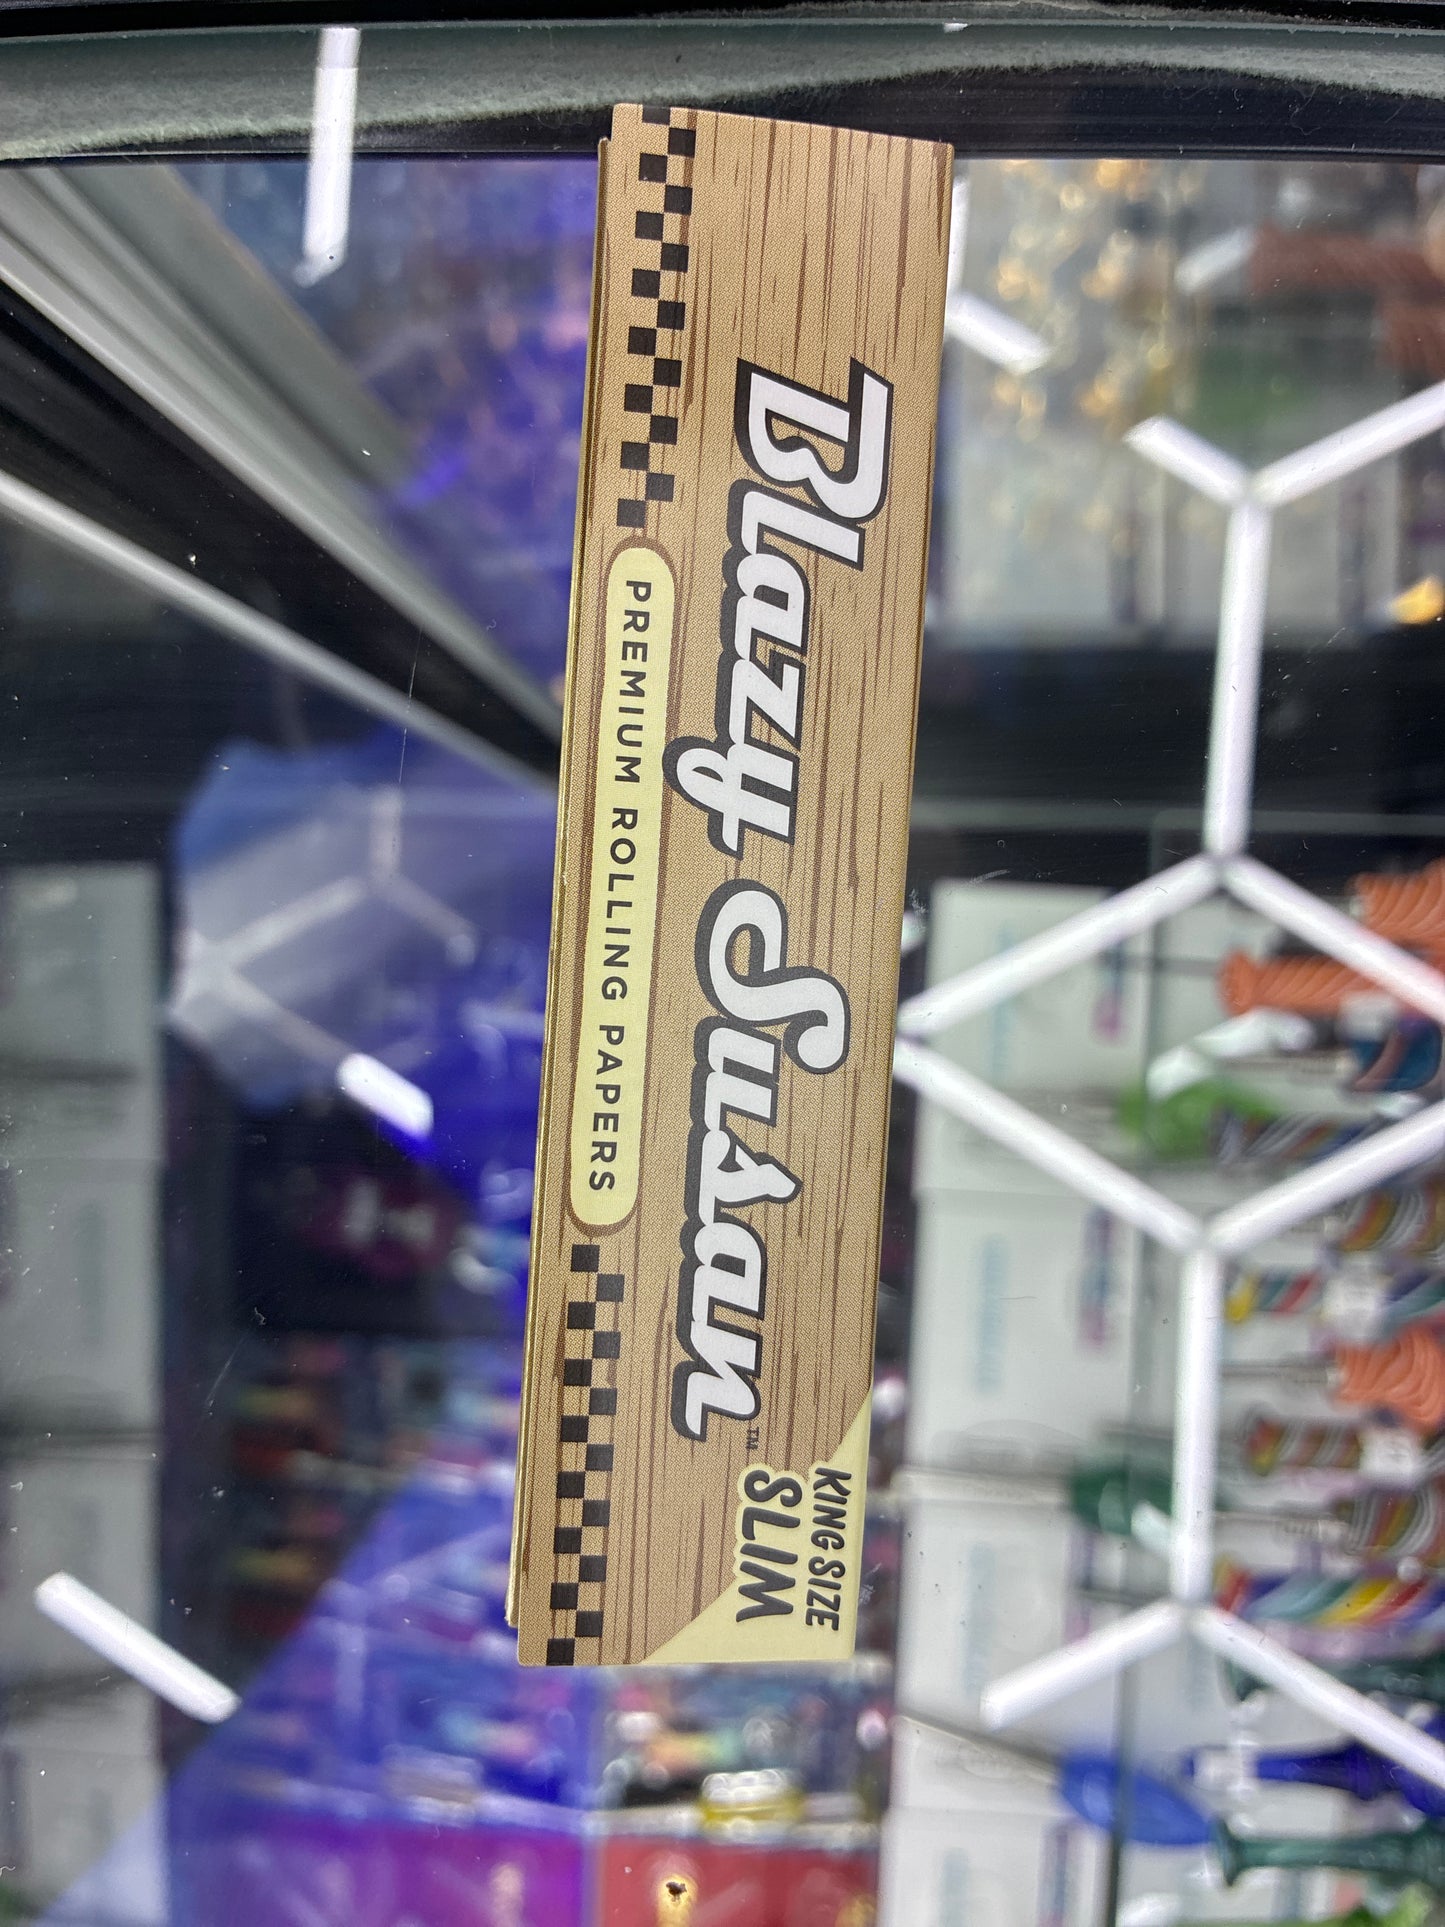 Blazy Susan™
PREMIUM ROLLING PAPERS
KING SIZE
SLIM